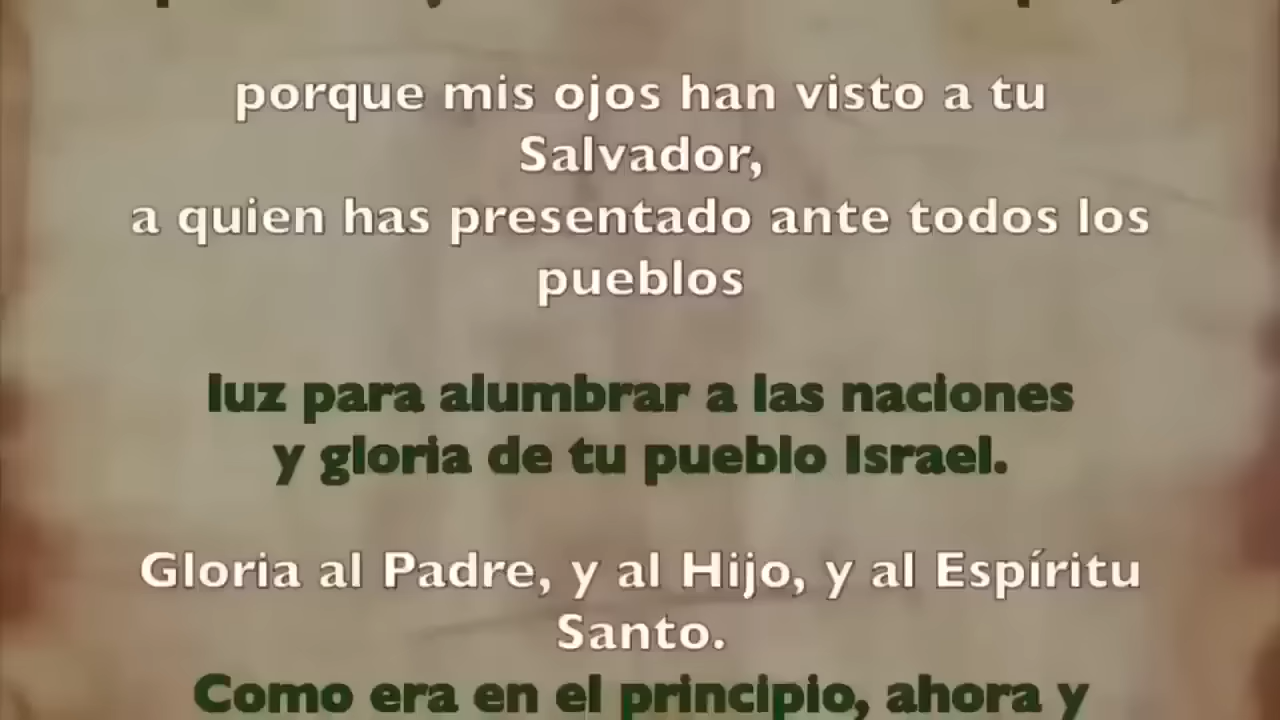 porque mis ojos han visto a tu
Salvador,
a quien has presentado ante todos los
pueblos
luz para alumbrar a las naciones
y gloria de tu pueblo Israel.
Gloria al Padre, y al Hijo, y al Espíritu
Santo.
Como era en el principio, ahora y